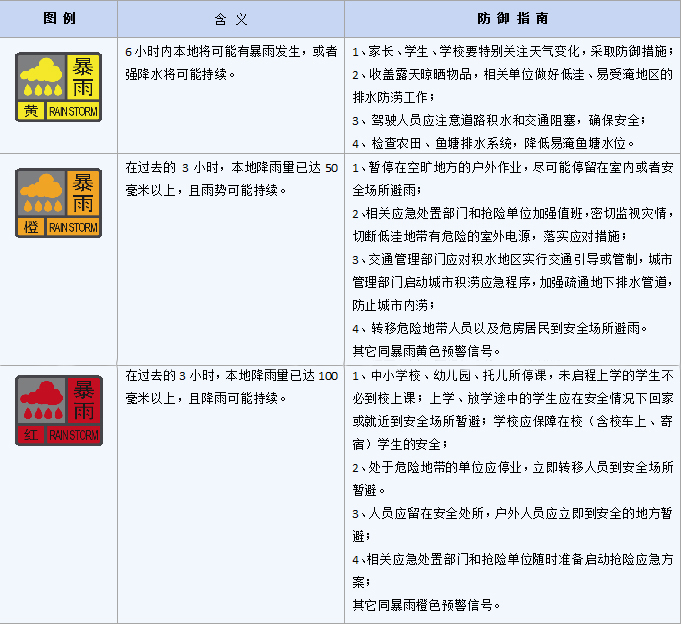 图 例
含 义
防 御 指 南
暴雨
黄
RAIN STORM
6 小时内本地将可能有暴雨发生，或者
强降水将可能持续。
1、家长、学生、学校要特别关注天气变化，采取防御措施；
2、收盖露天晾晒物品，相关单位做好低洼、易受淹地区的
排水防涝工作；
3、驾驶人员应注意道路积水和交通阻塞，确保安全；
4、检查农田、鱼塘排水系统，降低易淹鱼塘水位。
暴雨
橙
RAIN STORM
在过去的 3 小时，本地降雨量已达 50
毫米以上，且雨势可能持续。
1、暂停在空旷地方的户外作业，尽可能停留在室内或者安
全场所避雨；
2、相关应急处置部门和抢险单位加强值班，密切监视灾情，
切断低洼地带有危险的室外电源，落实应对措施；
3、交通管理部门应对积水地区实行交通引导或管制，城市
管理部门启动城市积涝应急程序，加强疏通地下排水管道，
防止城市内涝；
4、转移危险地带人员以及危房居民到安全场所避雨。
其它同暴雨黄色预警信号。
暴雨
红
RAIN STORM
在过去的 3 小时，本地降雨量已达 100
毫米以上，且降雨可能持续。
1、中小学校、幼儿园、托儿所停课，未启程上学的学生不
必到校上课；上学、放学途中的学生应在安全情况下回家
或就近到安全场所暂避；学校应保障在校（含校车上、寄
宿）学生的安全；
2、处于危险地带的单位应停业，立即转移人员到安全场所
暂避。
3、人员应留在安全处所，户外人员应立即到安全的地方暂
避；
4、相关应急处置部门和抢险单位随时准备启动抢险应急方
案；
其它同暴雨橙色预警信号。